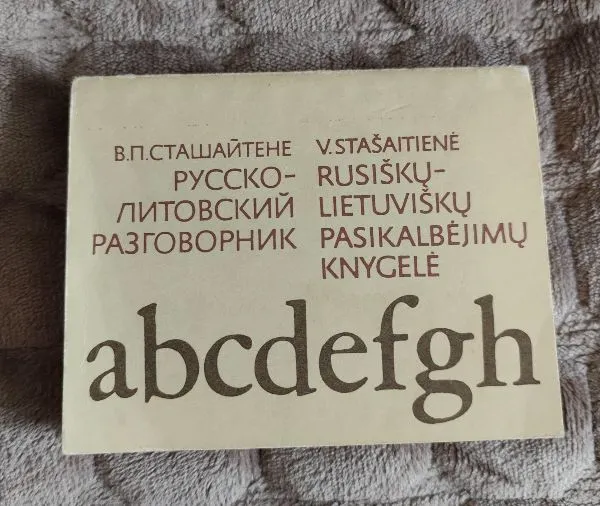 В.П.СТАШАЙТЕНЕ
РУССКО-
ЛИТОВСКИЙ
РАЗГОВОРНИК
V.STAŠAITIENĖ
RUSIŠKŲ-
LIETUVIŠKŲ
PASIKALBĖJIMŲ
KNYGELĖ
abcdefgh